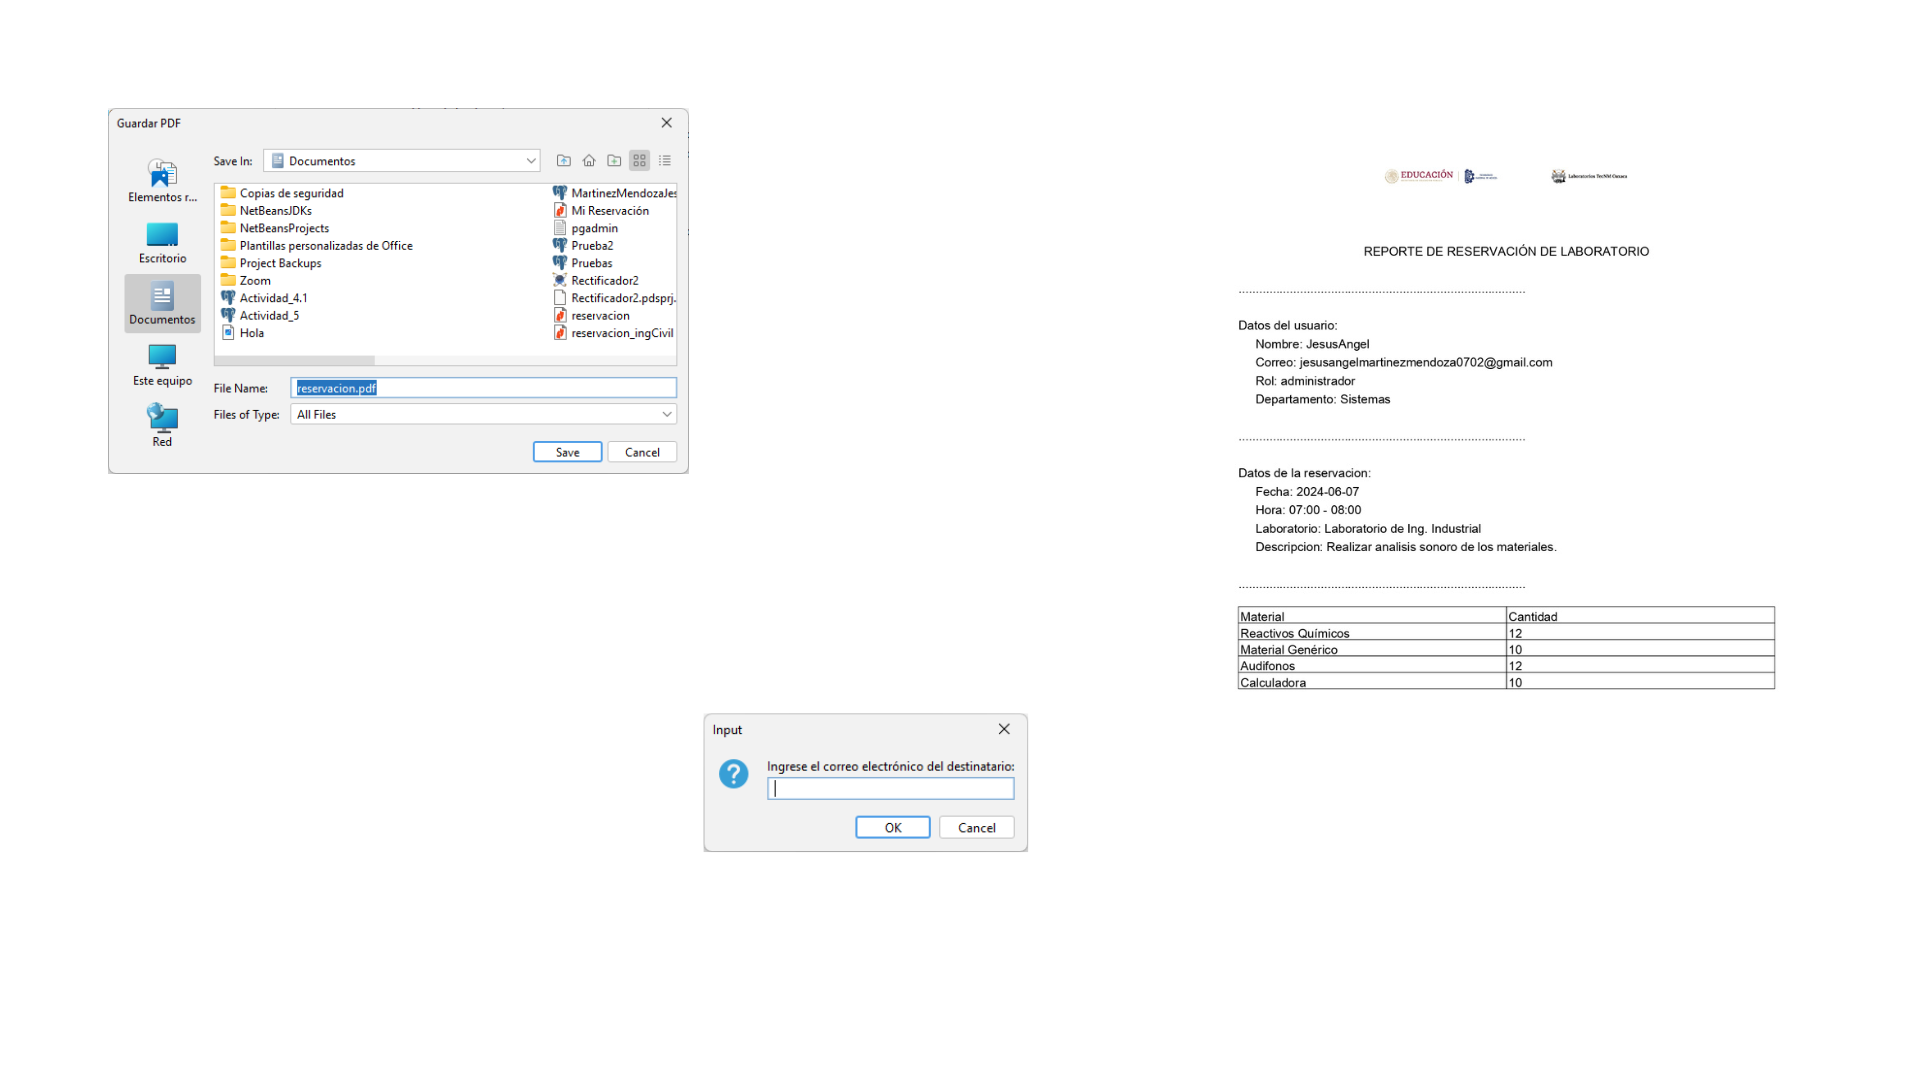 Guardar PDF
Save In:
Documentos
Elementos r...
Escritorio
Documentos
Este equipo
Red
Copias de seguridad
NetBeansJDKs
NetBeansProjects
Plantillas personalizadas de Office
Project Backups
Zoom
Actividad_4.1
Actividad_5
Hola
MartinezMendozaJes
Mi Reservación
pgadmin
Prueba2
Pruebas
Rectificador2
Rectificador2.pdsprj.
reservacion
reservacion_ingCivil
File Name:
reservacion.pdf
Files of Type:
All Files
Save
Cancel
Input
Ingrese el correo electrónico del destinatario:
OK
Cancel
EDUCACIÓN
Laboratorios TecNM Oaxaca
REPORTE DE RESERVACIÓN DE LABORATORIO
Datos del usuario:
Nombre: JesusAngel
Correo: jesusangelmartinezmendoza0702@gmail.com
Rol: administrador
Departamento: Sistemas
Datos de la reservacion:
Fecha: 2024-06-07
Hora: 07:00 - 08:00
Laboratorio: Laboratorio de Ing. Industrial
Descripcion: Realizar analisis sonoro de los materiales.
Material Cantidad
Reactivos Químicos 12
Material Genérico 10
Audifonos 12
Calculadora 10